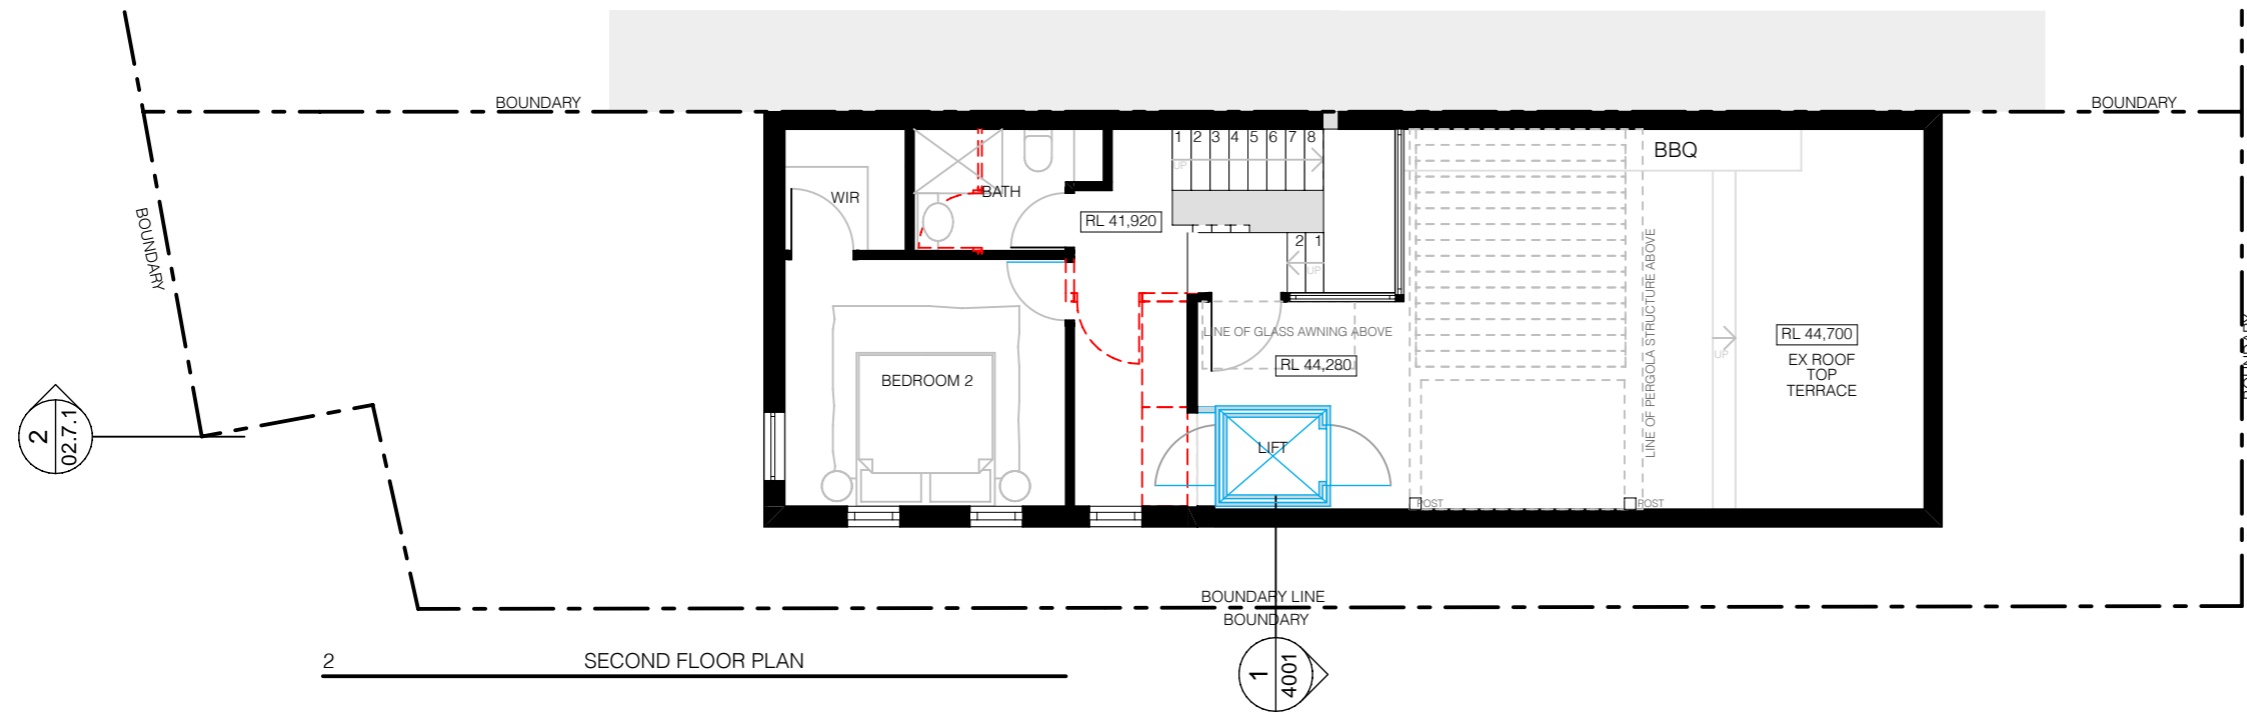 BOUNDARY
BOUNDARY
BOUNDARY
BBQ
1 2 3 4 5 6 7 8
UP
BATH
WIR
RL 41,920
2 1
UP
LINE OF GLASS AWNING ABOVE
RL 44,280
LINE OF PERGOLA STRUCTURE ABOVE
UP
RL 44,700
EX ROOF
TOP
TERRACE
BOUNDARY
BEDROOM 2
LIFT
POST
POST
2
02.7.1
BOUNDARY LINE
BOUNDARY
2 SECOND FLOOR PLAN
1
4001